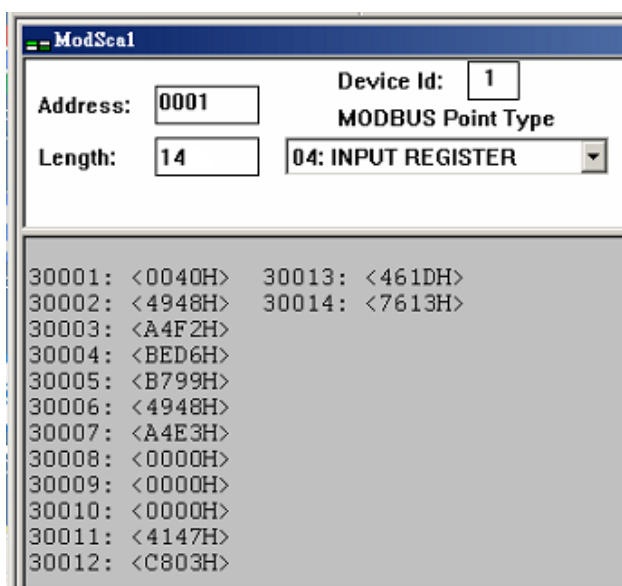 ModSca1
Device Id: 1
Address: 0001
MODBUS Point Type
Length: 14
04: INPUT REGISTER
30001: <0040H> 30013: <461DH>
30002: <4948H> 30014: <7613H>
30003: <A4F2H>
30004: <BED6H>
30005: <B799H>
30006: <4948H>
30007: <A4E3H>
30008: <0000H>
30009: <0000H>
30010: <0000H>
30011: <4147H>
30012: <C803H>